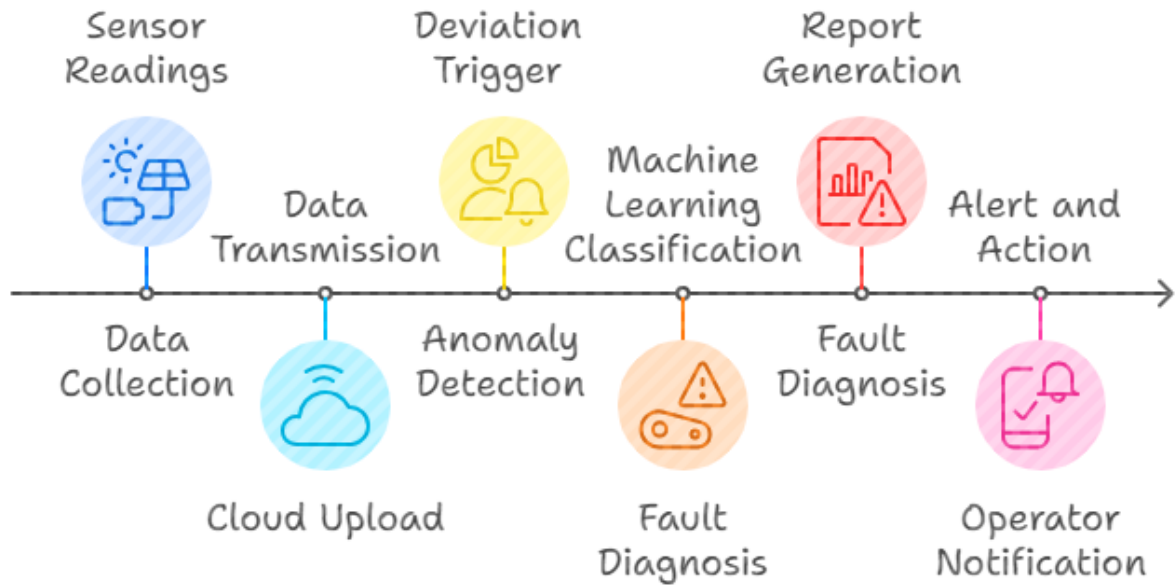 Sensor
Readings
Deviation
Trigger
Report
Generation
Data
Transmission
Machine
Learning
Classification
Alert and
Action
Data
Collection
Anomaly
Detection
Fault
Diagnosis
Cloud Upload
Fault
Diagnosis
Operator
Notification